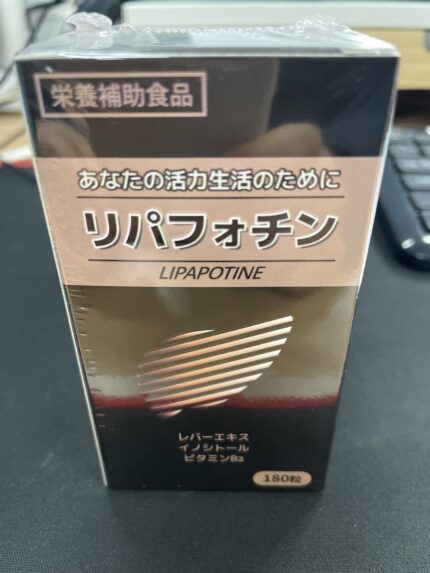 栄養補助食品
あなたの活力生活のために
リパフォチン
LIPAPOTINE
レバーエキス
イノシトール
ビタミンB2
180粒